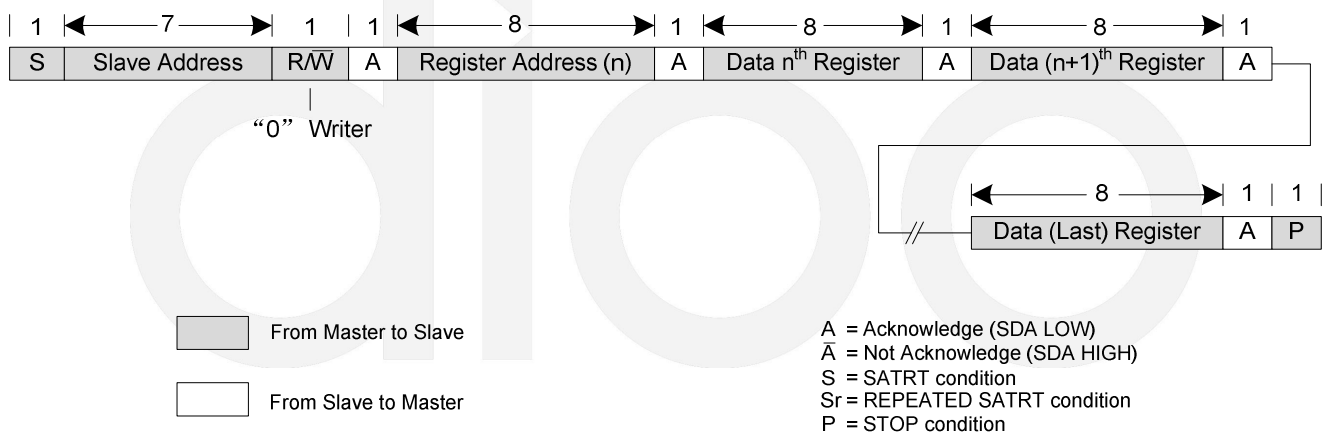 1 7 1 1 8 1 8 1 8 1
S Slave Address R/W̅ A Register Address (n) A Data nth Register A Data (n+1)th Register A
“0” Writer
8 1 1
Data (Last) Register A P
From Master to Slave
From Slave to Master
A = Acknowledge (SDA LOW)
A̅ = Not Acknowledge (SDA HIGH)
S = SATRT condition
Sr = REPEATED SATRT condition
P = STOP condition
dioo